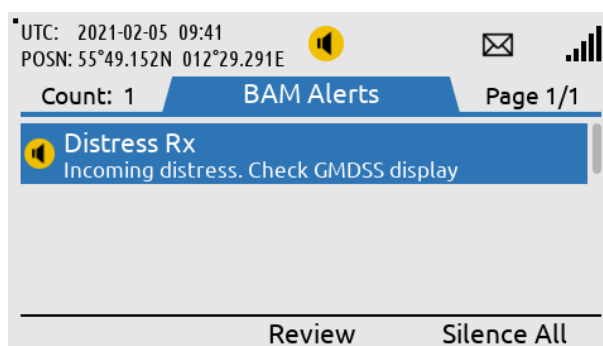 UTC: 2021-02-05 09:41
POSN: 55°49.152N 012°29.291E
Count: 1 BAM Alerts Page 1/1
Distress Rx
Incoming distress. Check GMDSS display
Review Silence All